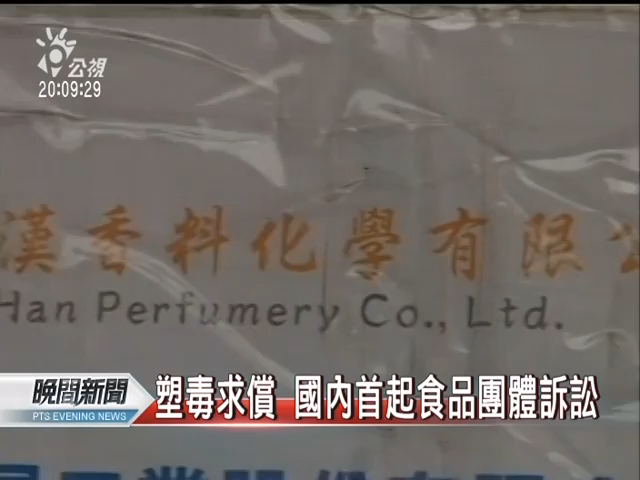 公視
20:09:29
漢香料化學有限公
Han Perfumery Co., Ltd.
晚間新聞
PTS EVENING NEWS
塑毒求償 國內首起食品團體訴訟